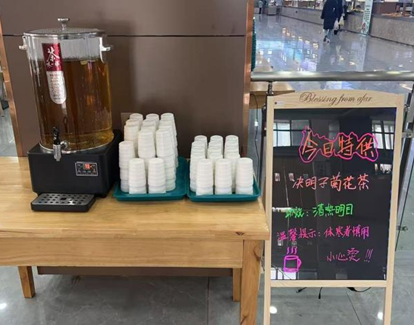 茶
Blessing from afar
今日特供
决明子菊花茶
功效：清热明目
温馨提示：体寒者慎用
小心烫!!!